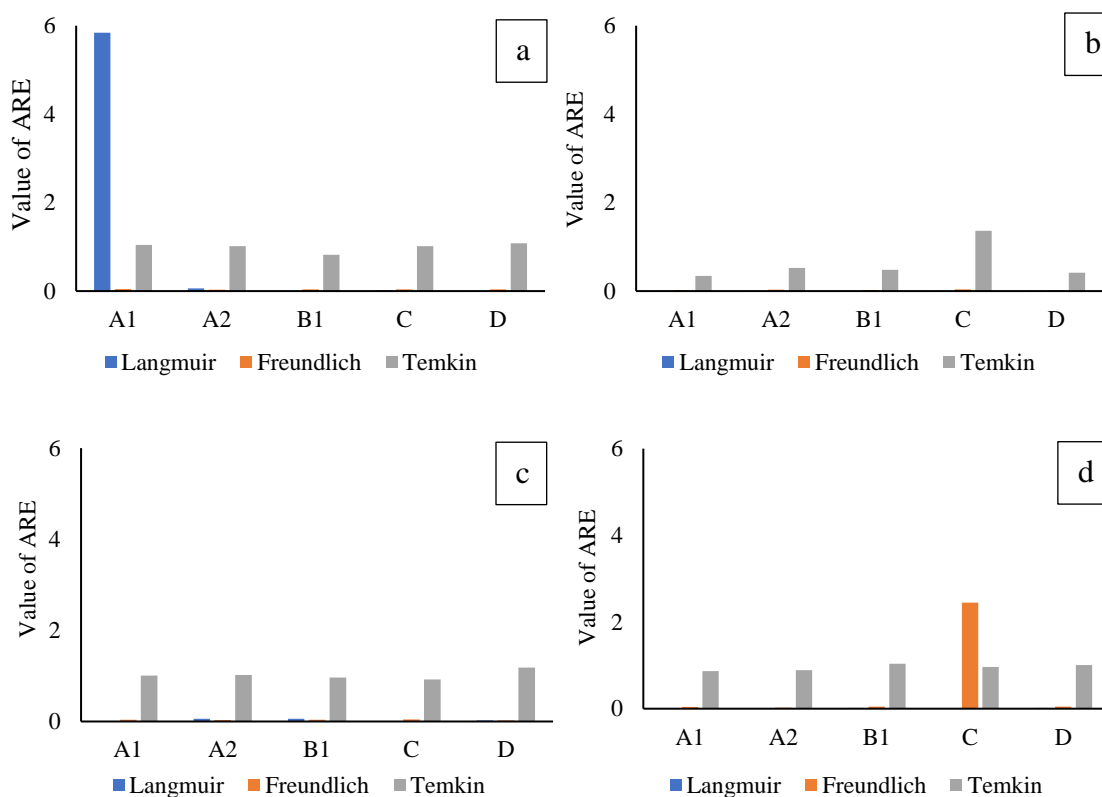 a
Value of ARE
6
4
2
0
A1 A2 B1 C D
Langmuir Freundlich Temkin
b
Value of ARE
6
4
2
0
A1 A2 B1 C D
Langmuir Freundlich Temkin
c
Value of ARE
6
4
2
0
A1 A2 B1 C D
Langmuir Freundlich Temkin
d
Value of ARE
6
4
2
0
A1 A2 B1 C D
Langmuir Freundlich Temkin